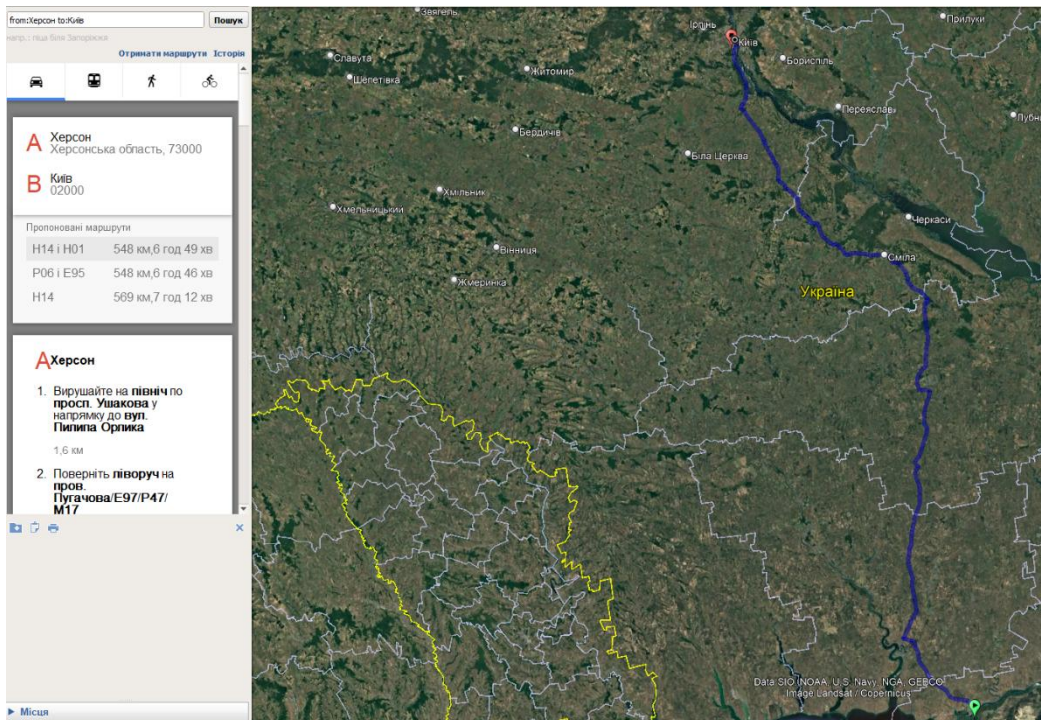 from:Херсон to:Київ
Пошук
напр.: піца біля Запоріжжя
Отримати маршрути Історія
A Херсон
Херсонська область, 73000
B Київ
02000
Пропоновані маршрути
Н14 і Н01 548 км,6 год 49 хв
Р06 і Е95 548 км,6 год 46 хв
Н14 569 км,7 год 12 хв
A Херсон
1. Вирушайте на північ по
просп. Ушакова у
напрямку до вул.
Пилипа Орлика
1,6 км
2. Поверніть ліворуч на
пров.
Пугачова/Е97/Р47/
М17
Місця
Звягель
Прилуки
Ірпінь
Київ
Славута
Шепетівка
Житомир
Бориспіль
Переяслав
Лубн
Бердичів
Біла Церква
Хмільник
Хмельницький
Черкаси
Вінниця
Сміла
Жмеринка
Україна
Data SIO, NOAA, U.S. Navy, NGA, GEBCO
Image Landsat / Copernicus